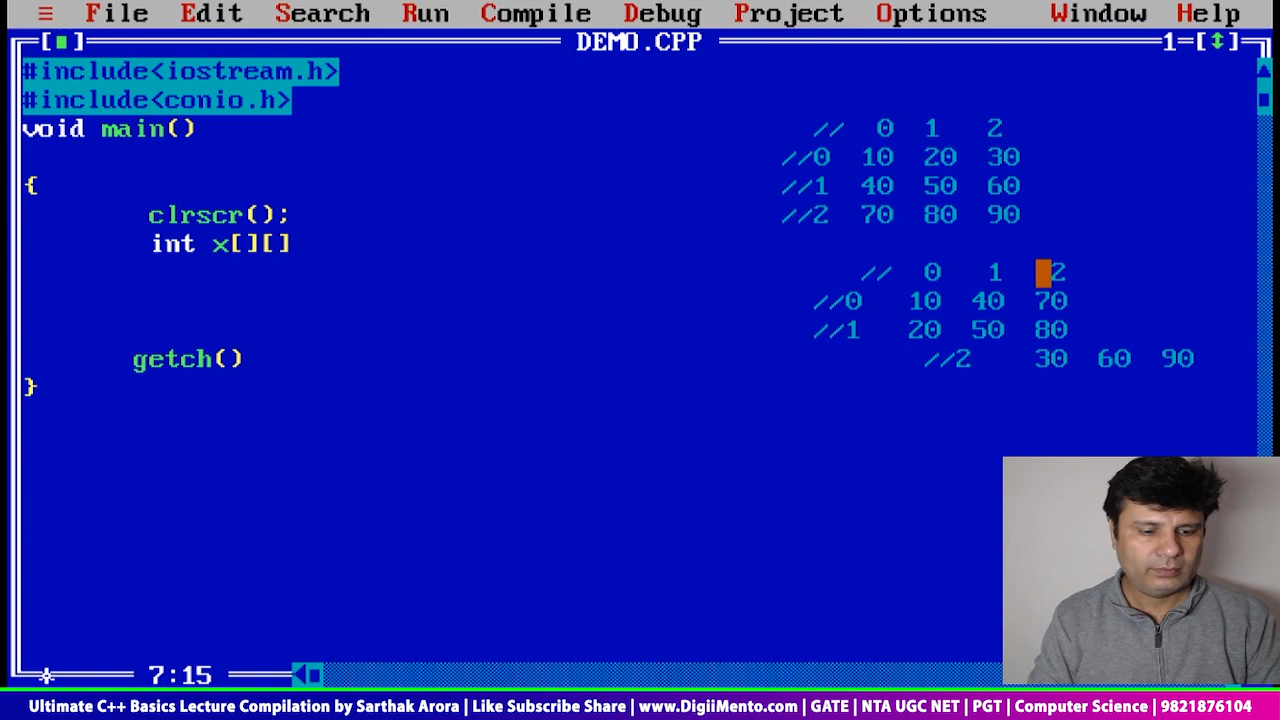 ≡ File Edit Search Run Compile Debug Project Options Window Help
[■] DEMO.CPP 1=[↕]
#include<iostream.h>
#include<conio.h>
void main() // 0 1 2
//0 10 20 30
{ //1 40 50 60
clrscr(); //2 70 80 90
int x[][]
// 0 1 2
//0 10 40 70
//1 20 50 80
getch() //2 30 60 90
}
7:15
Ultimate C++ Basics Lecture Compilation by Sarthak Arora | Like Subscribe Share | www.DigiiMento.com | GATE | NTA UGC NET | PGT | Computer Science | 9821876104